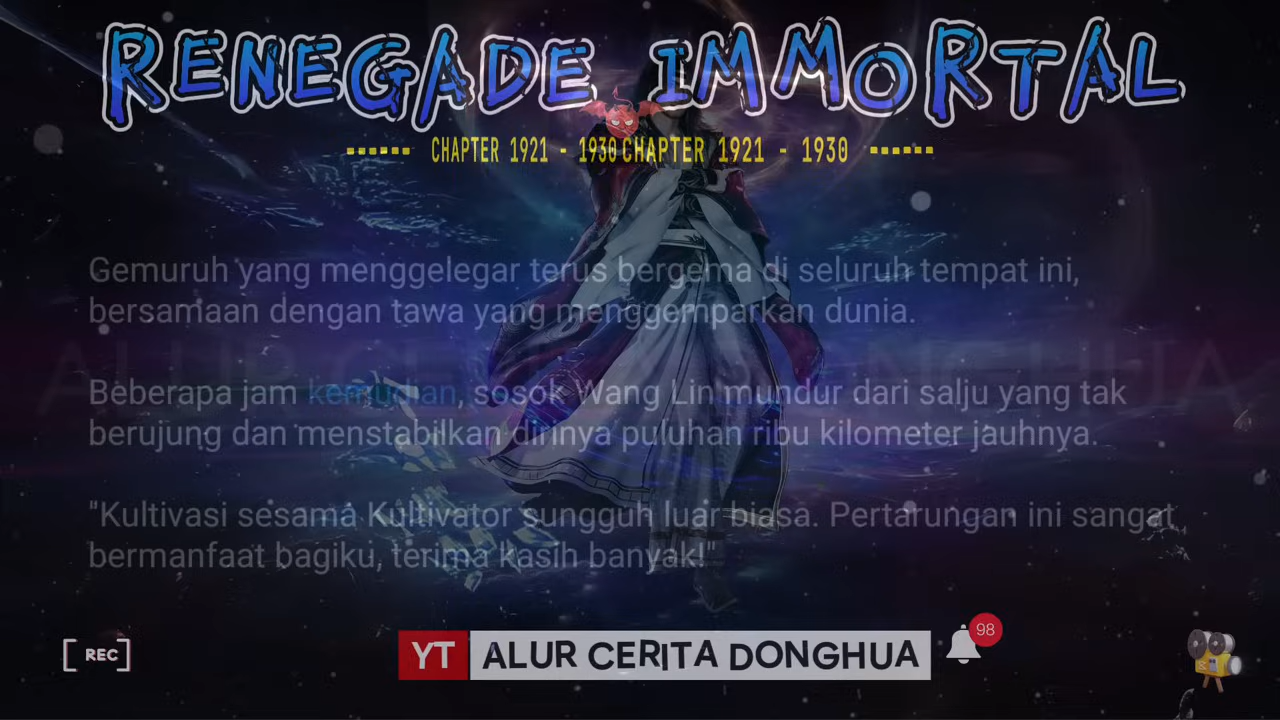 RENEGADE IMMORTAL
CHAPTER 1921 - 1930 CHAPTER 1921 - 1930
Gemuruh yang menggelegar terus bergema di seluruh tempat ini,
bersamaan dengan tawa yang menggemparkan dunia.
Beberapa jam kemudian, sosok Wang Lin mundur dari salju yang tak
berujung dan menstabilkan dirinya puluhan ribu kilometer jauhnya.
"Kultivasi sesama Kultivator sungguh luar biasa. Pertarungan ini sangat
bermanfaat bagiku, terima kasih banyak!"
[REC]
YT ALUR CERITA DONGHUA
98